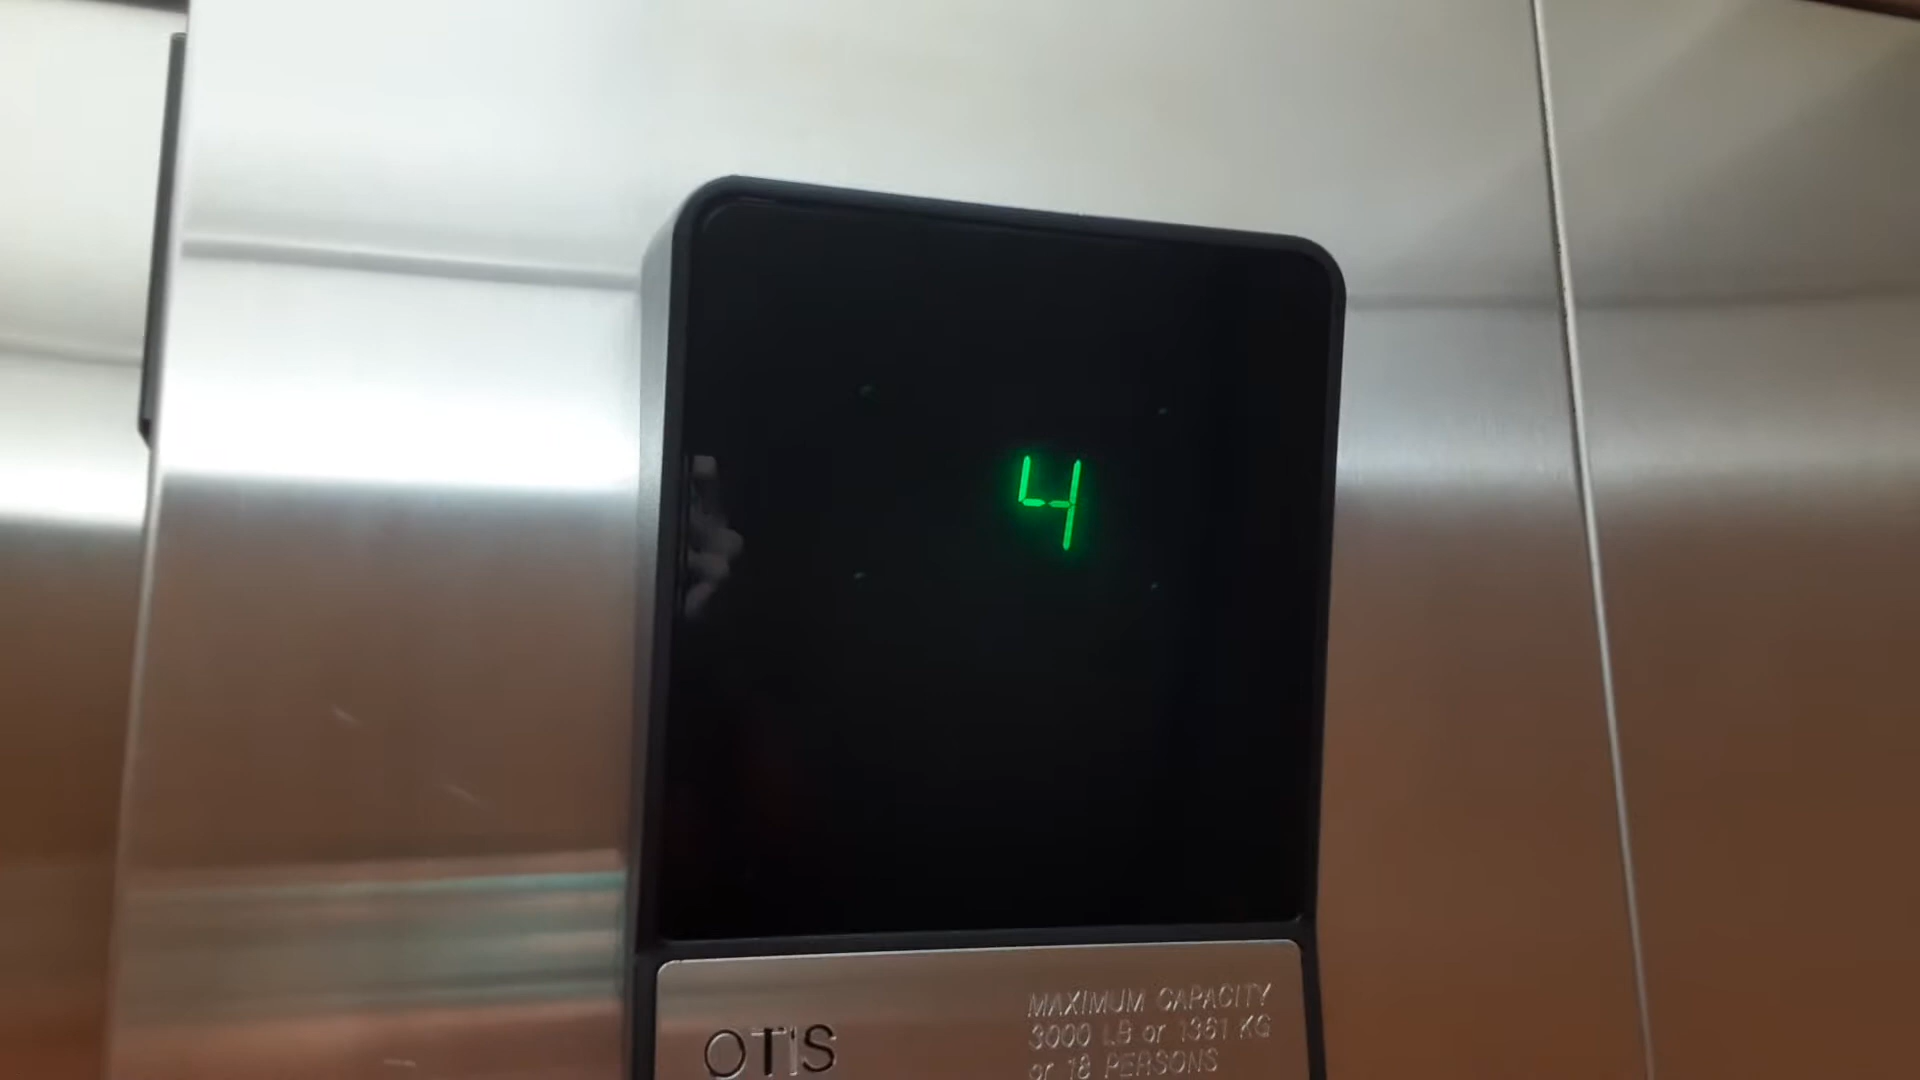 4
OTIS
MAXIMUM CAPACITY
3000 LB or 1361 KG
or 18 PERSONS